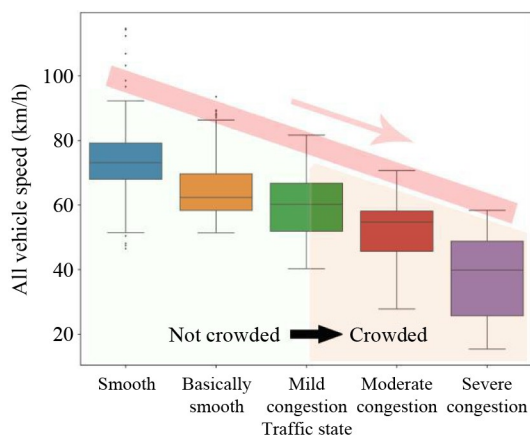 All vehicle speed (km/h)
100
80
60
40
20
Not crowded
Crowded
Smooth
Basically
smooth
Mild
congestion
Moderate
congestion
Severe
congestion
Traffic state